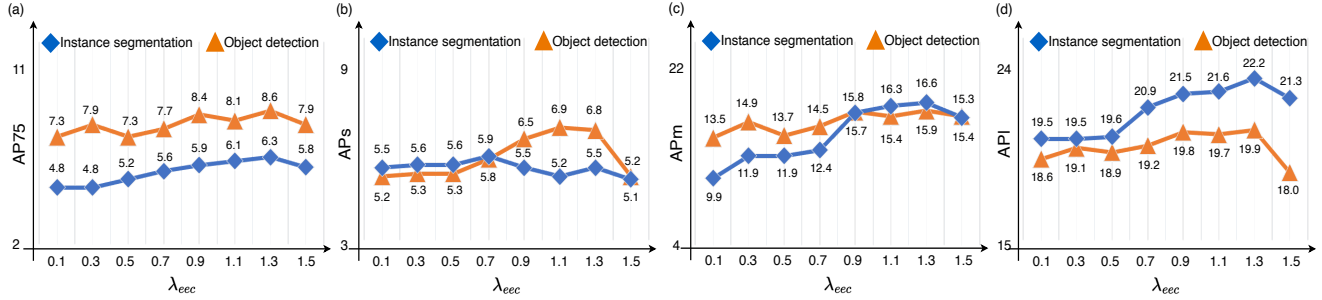 (a)
Instance segmentation Object detection
11
AP75
2
7.3 7.9 7.3 7.7 8.4 8.1 8.6 7.9
4.8 4.8 5.2 5.6 5.9 6.1 6.3 5.8
0.1 0.3 0.5 0.7 0.9 1.1 1.3 1.5
λeec
(b)
Instance segmentation Object detection
9
APs
3
5.5 5.6 5.6 5.9 5.5 5.2 5.5 5.1
5.2 5.3 5.3 5.8 6.5 6.9 6.8 5.2
0.1 0.3 0.5 0.7 0.9 1.1 1.3 1.5
λeec
(c)
Instance segmentation Object detection
22
APm
4
13.5 14.9 13.7 14.5 15.7 15.4 15.9 15.4
9.9 11.9 11.9 12.4 15.8 16.3 16.6 15.3
0.1 0.3 0.5 0.7 0.9 1.1 1.3 1.5
λeec
(d)
Instance segmentation Object detection
24
APl
15
19.5 19.5 19.6 20.9 21.5 21.6 22.2 21.3
18.6 19.1 18.9 19.2 19.8 19.7 19.9 18.0
0.1 0.3 0.5 0.7 0.9 1.1 1.3 1.5
λeec